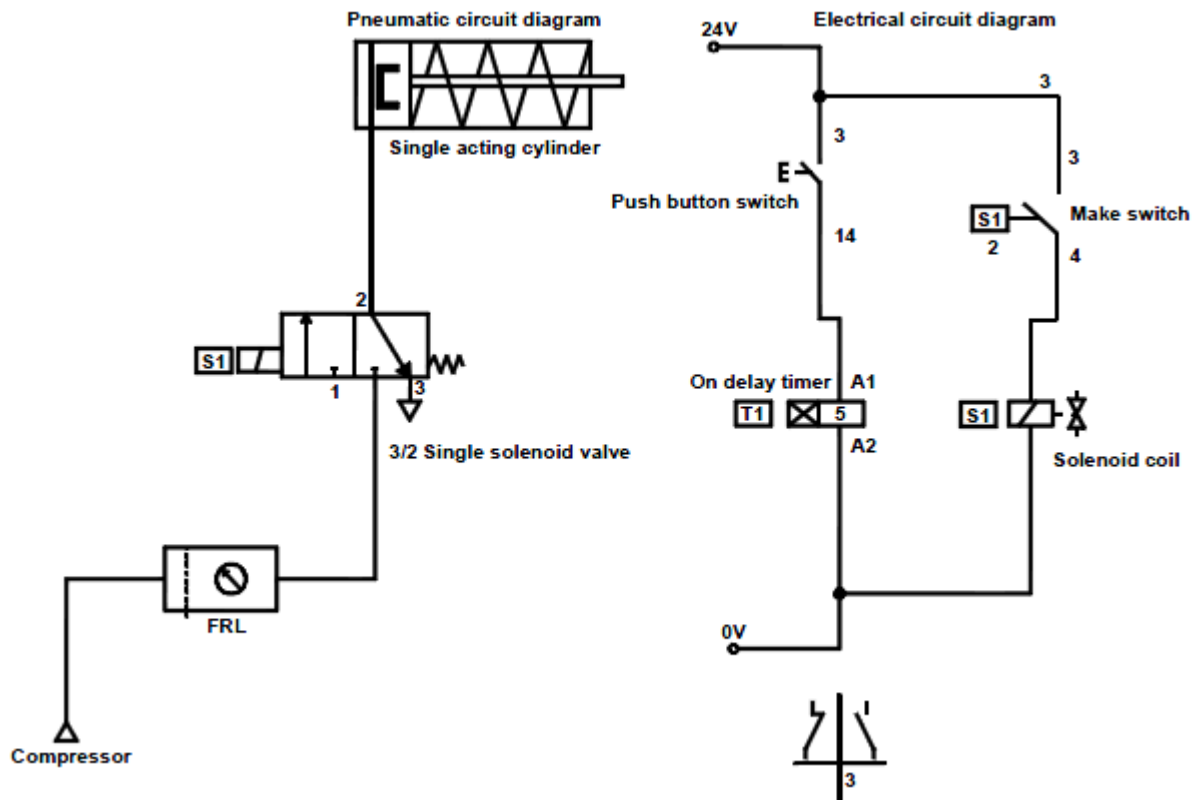 Pneumatic circuit diagram
Single acting cylinder
2
S1
1
3
3/2 Single solenoid valve
FRL
Compressor
Electrical circuit diagram
24V
3
3
3
E
Push button switch
S1
2
Make switch
14
4
On delay timer
A1
T1
5
A2
S1
Solenoid coil
0V
3